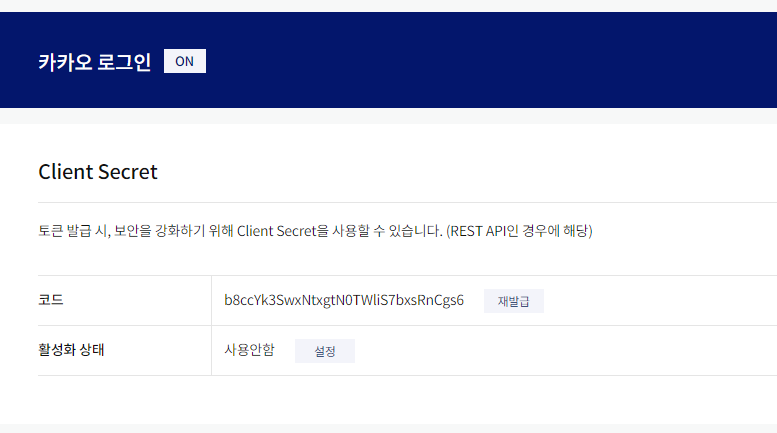 카카오 로그인 ON
Client Secret
토큰 발급 시, 보안을 강화하기 위해 Client Secret을 사용할 수 있습니다. (REST API인 경우에 해당)
코드 b8ccYk3SwxNtxgtN0TWliS7bxsRnCgs6 재발급
활성화 상태 사용안함 설정